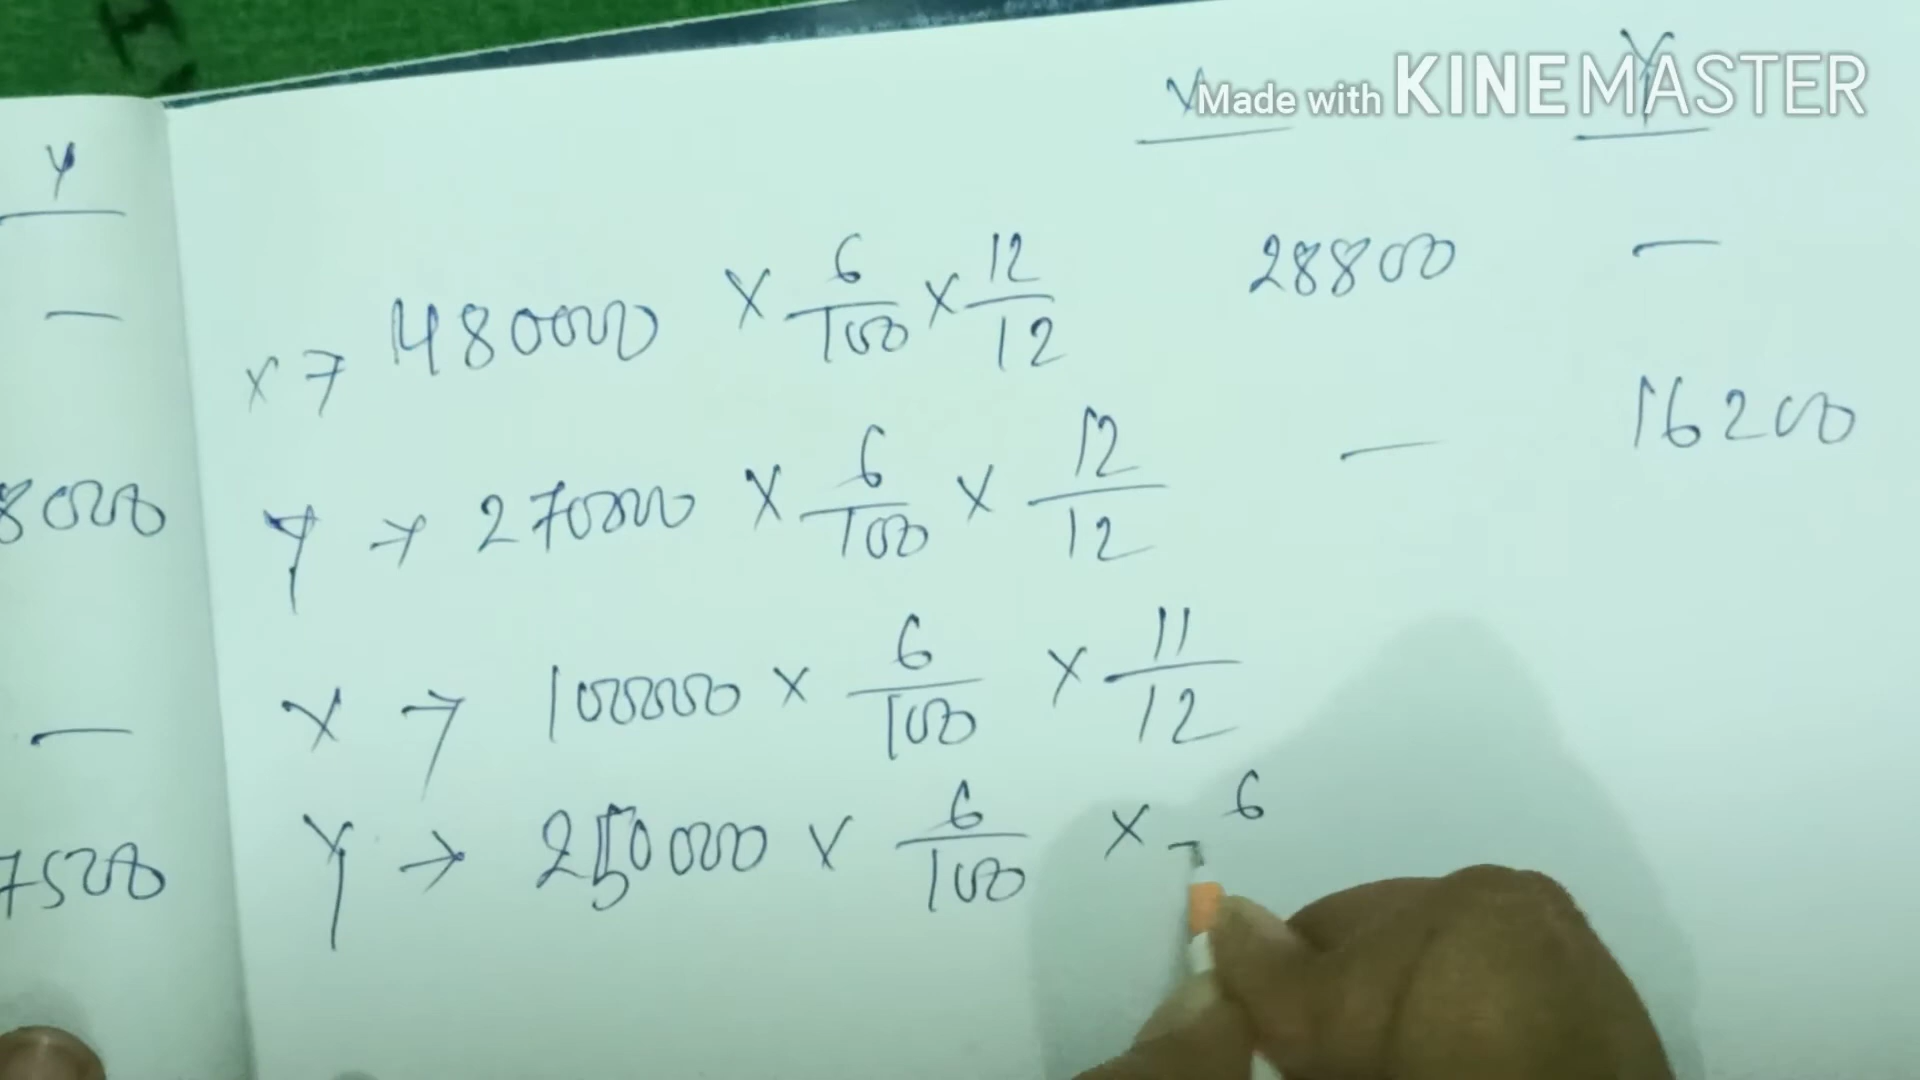 Made with KINEMASTER
Y
X Y
—
X → 480000 × 6/100 × 12/12 28800 —
8000
Y → 270000 × 6/100 × 12/12 — 16200
—
X → 100000 × 6/100 × 11/12
7500
Y → 250000 × 6/100 × 6